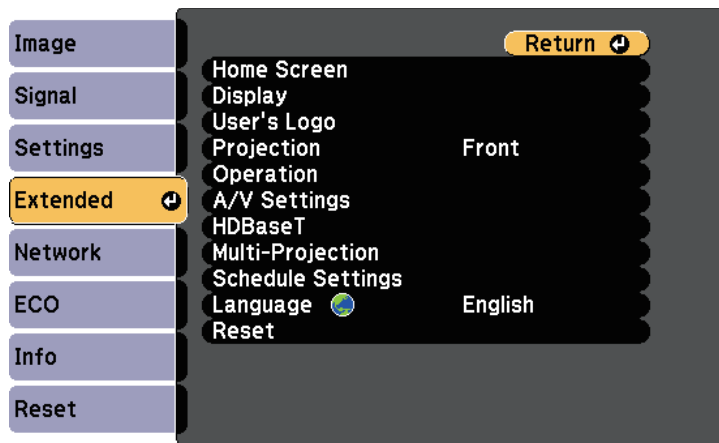 Image
Signal
Settings
Extended
Network
ECO
Info
Reset
Return
Home Screen
Display
User's Logo
Projection Front
Operation
A/V Settings
HDBaseT
Multi-Projection
Schedule Settings
Language English
Reset